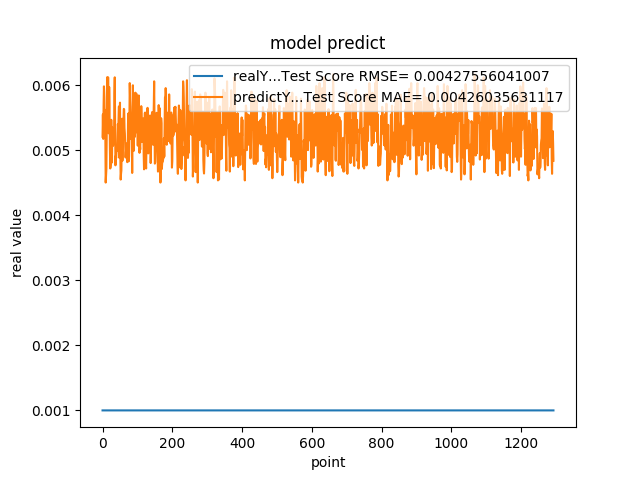 model predict
realY...Test Score RMSE= 0.00427556041007
predictY...Test Score MAE= 0.00426035631117
0.006
0.005
0.004
0.003
0.002
0.001
real value
0 200 400 600 800 1000 1200
point